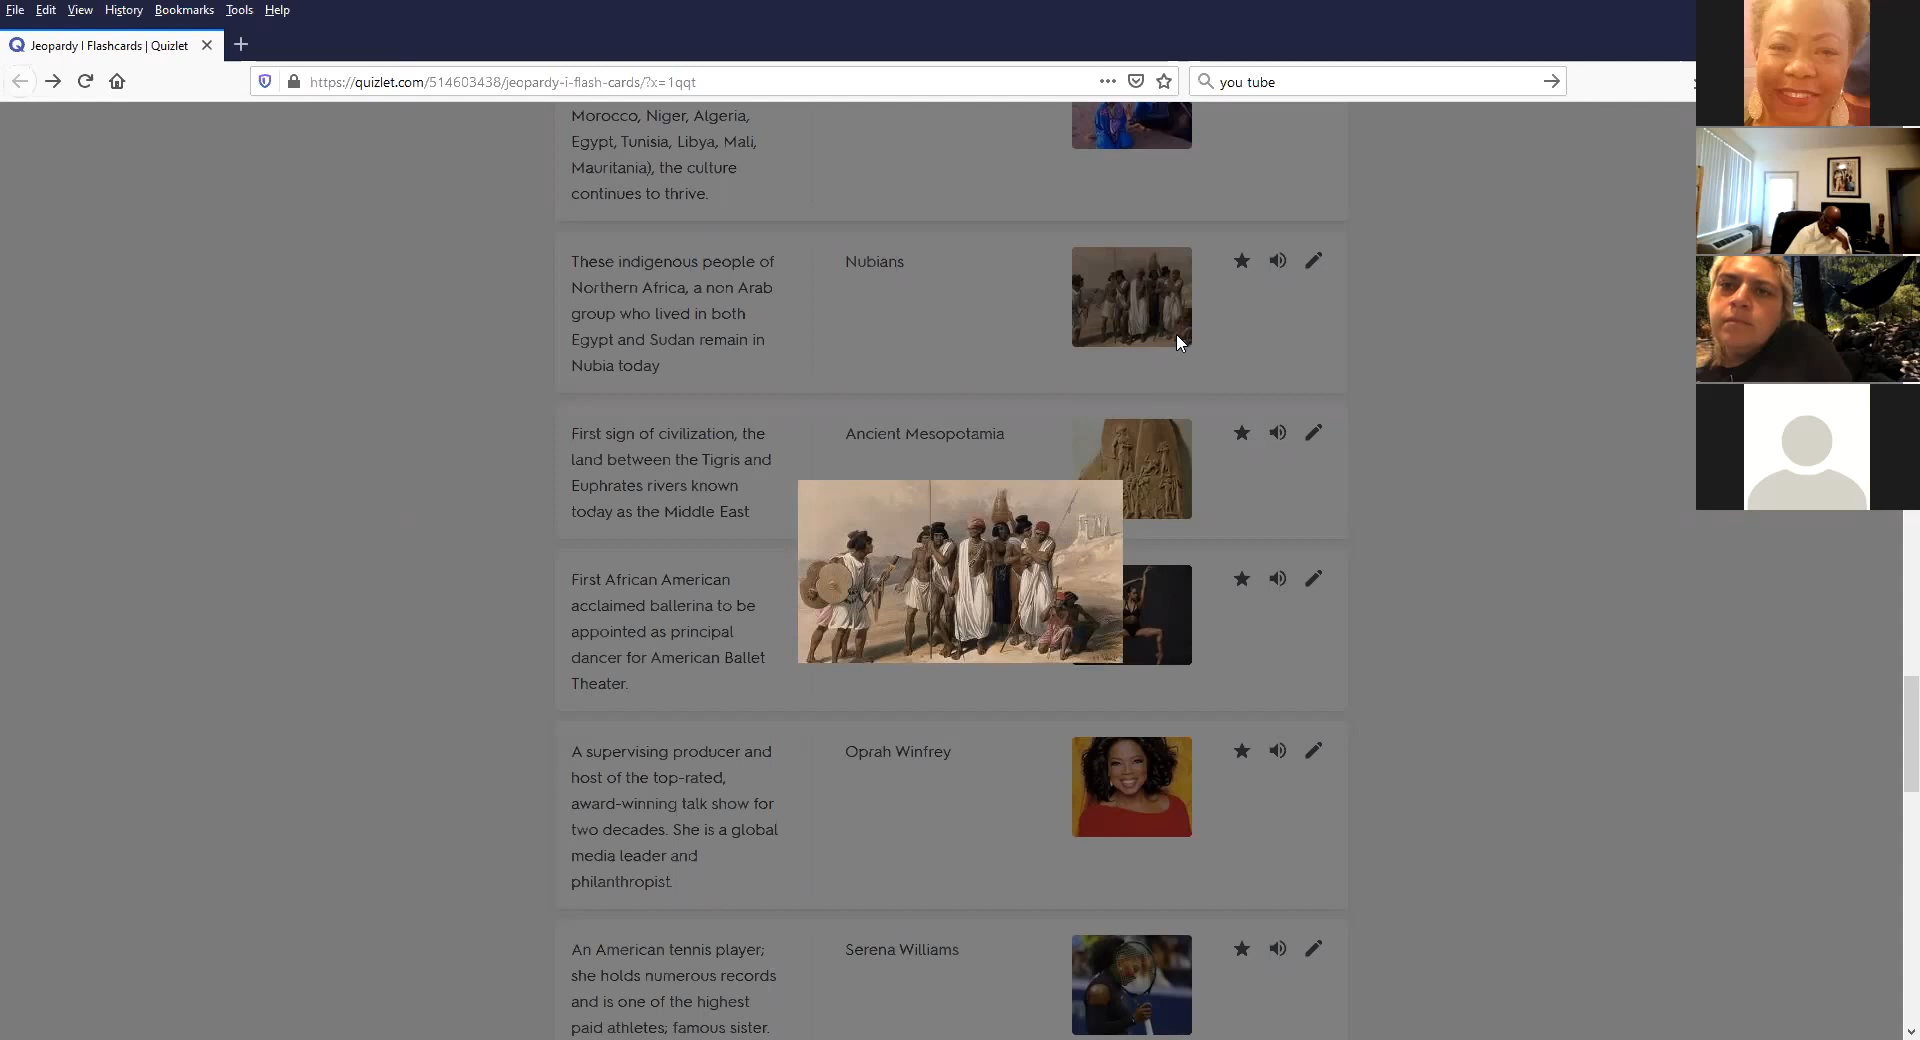 File Edit View History Bookmarks Tools Help
Jeopardy I Flashcards | Quizlet
https://quizlet.com/514603438/jeopardy-i-flash-cards/?x=1qqt
you tube
Morocco, Niger, Algeria,
Egypt, Tunisia, Libya, Mali,
Mauritania), the culture
continues to thrive.
These indigenous people of
Northern Africa, a non Arab
group who lived in both
Egypt and Sudan remain in
Nubia today
Nubians
First sign of civilization, the
land between the Tigris and
Euphrates rivers known
today as the Middle East
Ancient Mesopotamia
First African American
acclaimed ballerina to be
appointed as principal
dancer for American Ballet
Theater.
A supervising producer and
host of the top-rated,
award-winning talk show for
two decades. She is a global
media leader and
philanthropist.
Oprah Winfrey
An American tennis player;
she holds numerous records
and is one of the highest
paid athletes; famous sister.
Serena Williams